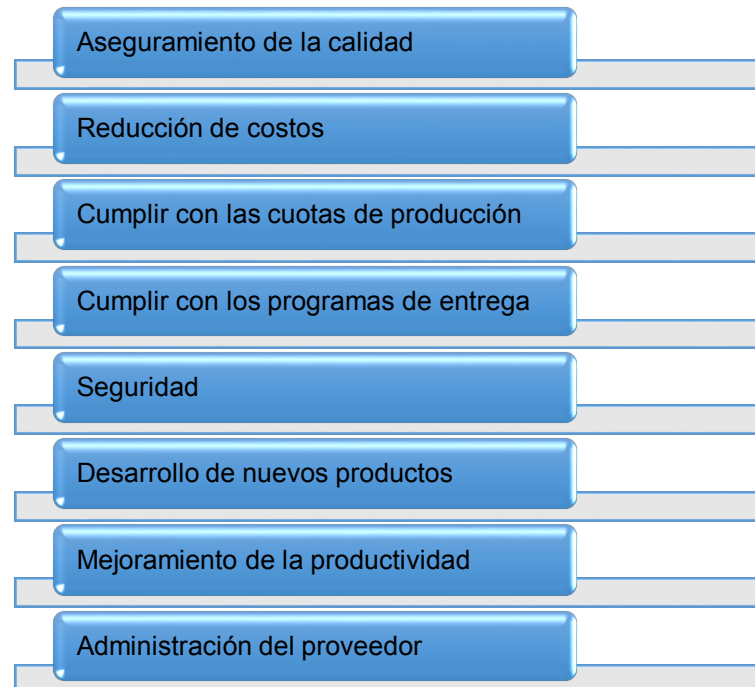 Aseguramiento de la calidad
Reducción de costos
Cumplir con las cuotas de producción
Cumplir con los programas de entrega
Seguridad
Desarrollo de nuevos productos
Mejoramiento de la productividad
Administración del proveedor